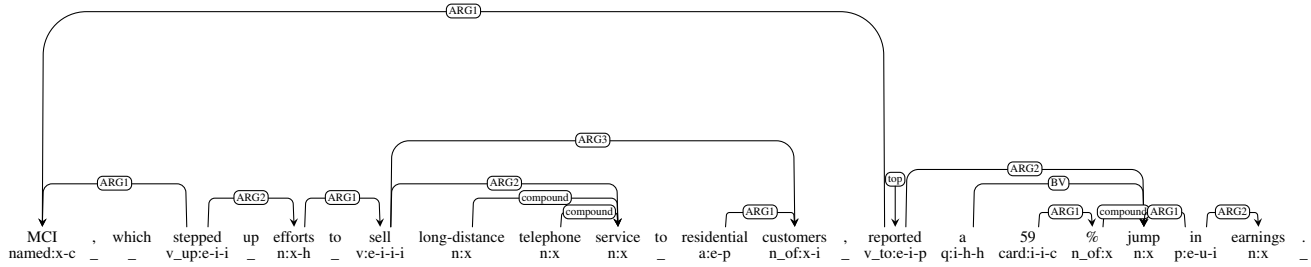 ARG1
ARG3
ARG1 ARG2 top ARG2 BV
ARG2 ARG1 compound compound ARG1 ARG1 compound ARG1 ARG2
MCI , which stepped up efforts to sell long-distance telephone service to residential customers , reported a 59 % jump in earnings .
named:x-c _ _ v_up:e-i-i _ n:x-h _ v:e-i-i-i n:x n:x n:x _ a:e-p n_of:x-i _ v_to:e-i-p q:i-h-h card:i-i-c n_of:x n:x p:e-u-i n:x _